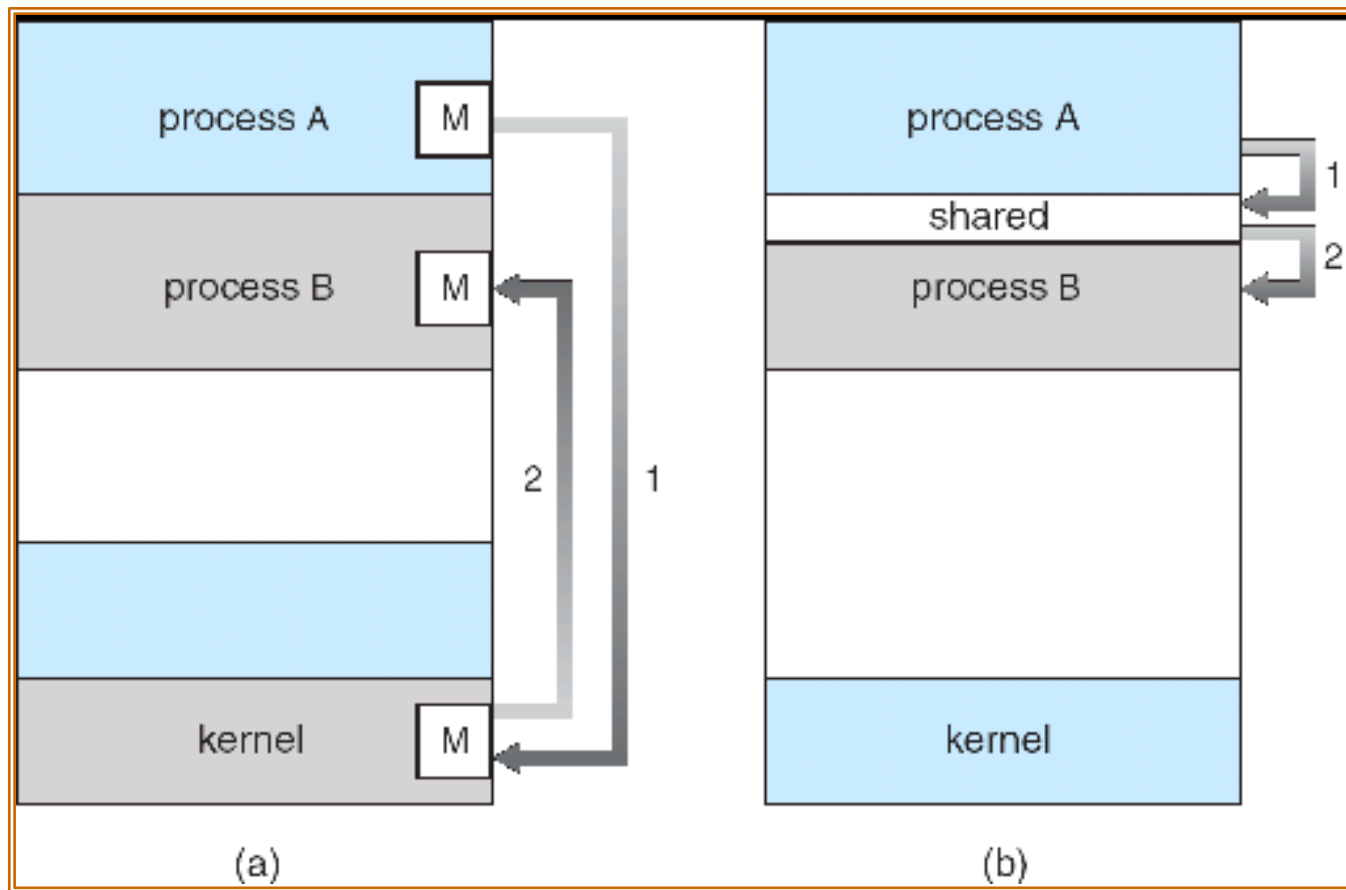 process A
M
process B
M
2
1
kernel
M
(a)
process A
1
shared
2
process B
kernel
(b)